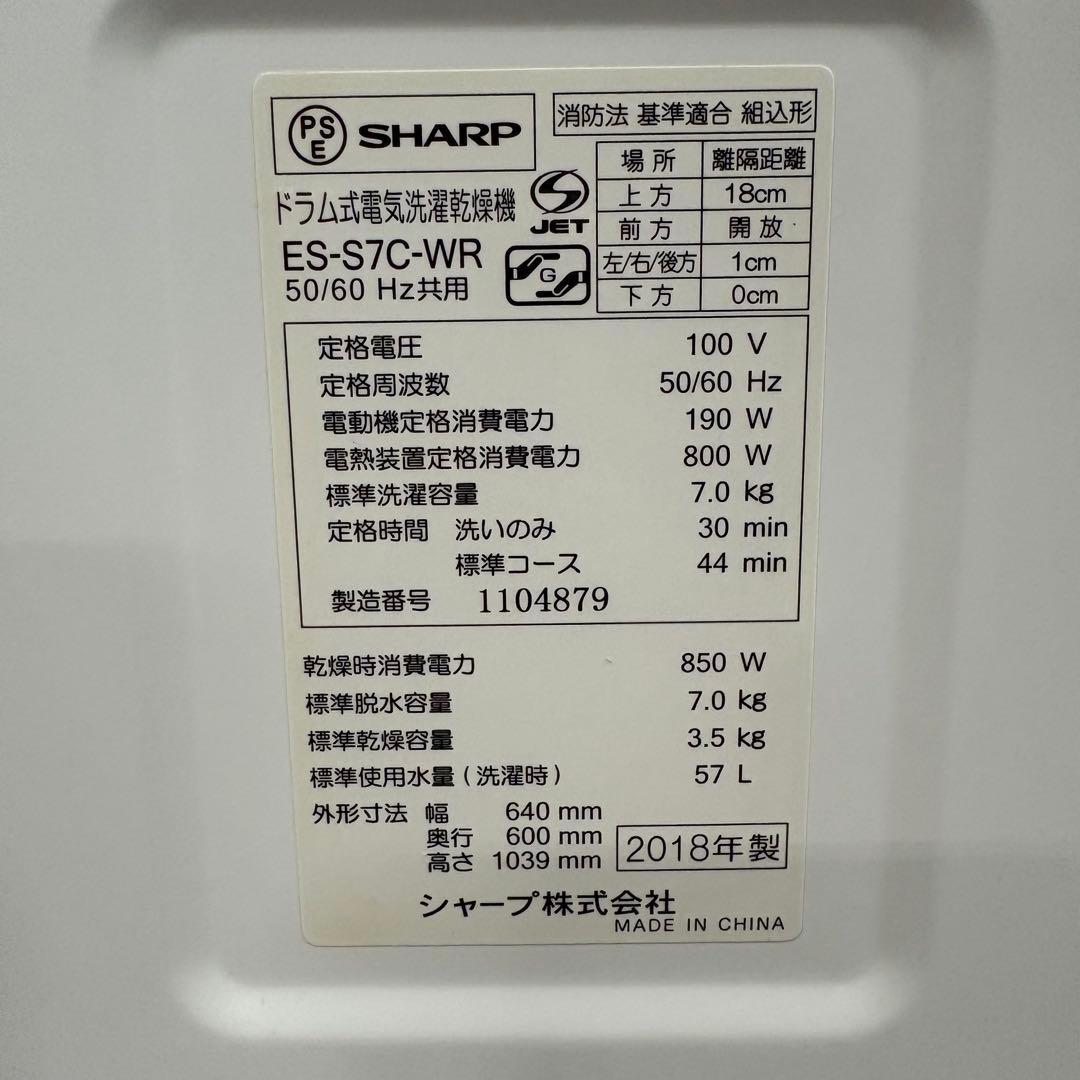 PSE SHARP
消防法 基準適合 組込形
ドラム式電気洗濯乾燥機
JET
ES-S7C-WR
G
50/60 Hz共用
場所 離隔距離
上方 18cm
前方 開放
左/右/後方 1cm
下方 0cm
定格電圧 100 V
定格周波数 50/60 Hz
電動機定格消費電力 190 W
電熱装置定格消費電力 800 W
標準洗濯容量 7.0 kg
定格時間 洗いのみ 30 min
標準コース 44 min
製造番号 1104879
乾燥時消費電力 850 W
標準脱水容量 7.0 kg
標準乾燥容量 3.5 kg
標準使用水量(洗濯時) 57 L
外形寸法 幅 640 mm
奥行 600 mm
高さ 1039 mm
2018年製
シャープ株式会社
MADE IN CHINA